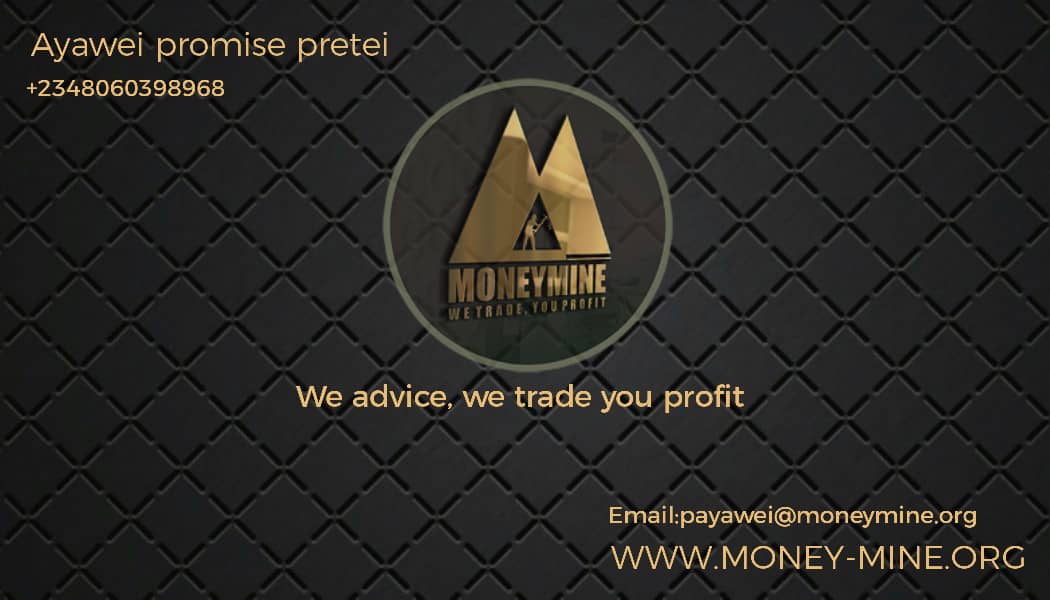 Ayawei promise pretei
+2348060398968
MONEYMINE
WE TRADE, YOU PROFIT
We advice, we trade you profit
Email:payawei@moneymine.org
WWW.MONEY-MINE.ORG